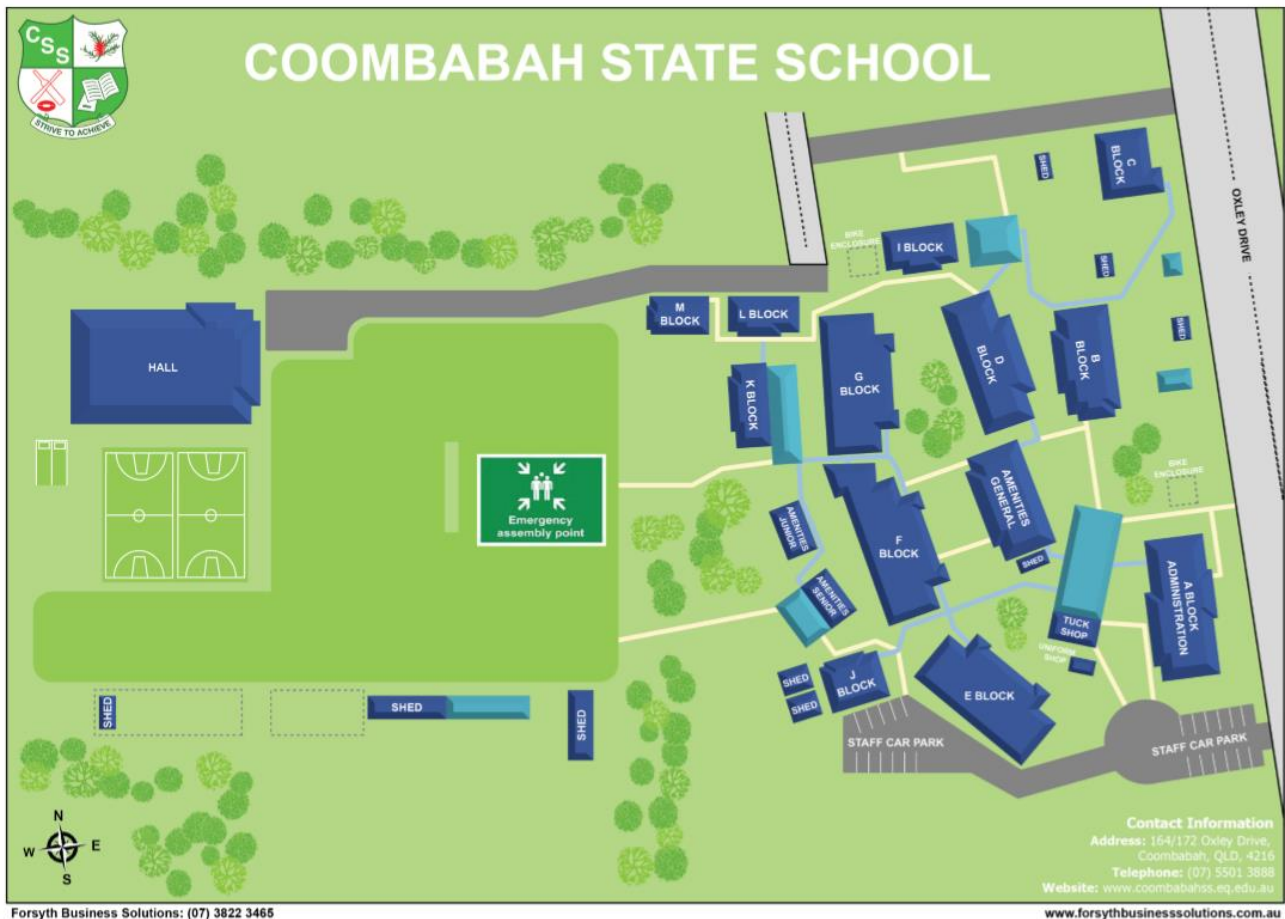 CSS
STRIVE TO ACHIEVE
COOMBABAH STATE SCHOOL
OXLEY DRIVE
C
BLOCK
SHED
BIKE
ENCLOSURE
I BLOCK
SHED
M
BLOCK
L BLOCK
SHED
HALL
G
BLOCK
D
BLOCK
B
BLOCK
K BLOCK
BIKE
ENCLOSURE
Emergency
assembly point
AMENITIES
JUNIOR
F
BLOCK
AMENITIES
GENERAL
SHED
AMENITIES
SENIOR
A BLOCK
ADMINISTRATION
TUCK
SHOP
UNIFORM
SHOP
J
BLOCK
SHED
SHED
E BLOCK
SHED
SHED
SHED
STAFF CAR PARK
STAFF CAR PARK
N
W
E
S
Contact Information
Address: 164/172 Oxley Drive,
Coombabah, QLD, 4216
Telephone: (07) 5501 3888
Website: www.coombabahss.eq.edu.au
Forsyth Business Solutions: (07) 3822 3465
www.forsythbusinesssolutions.com.au